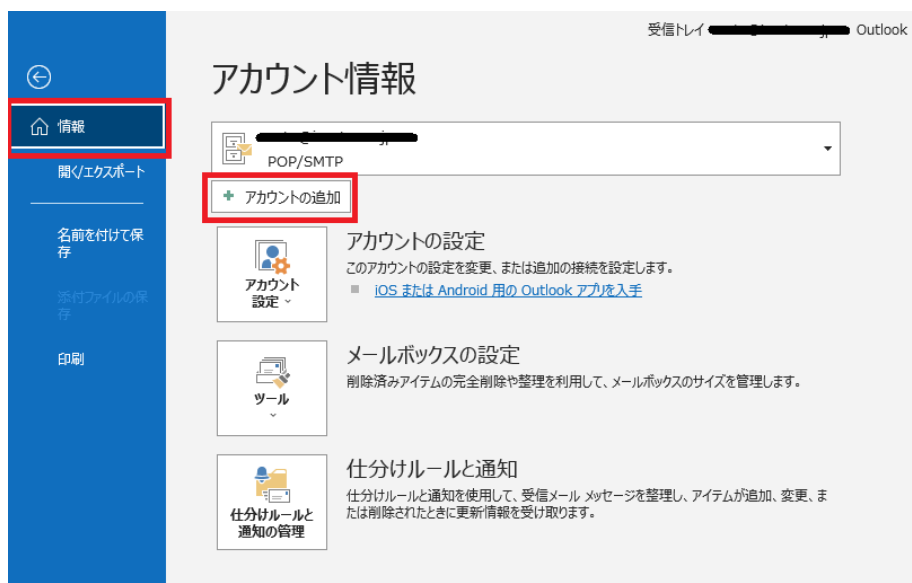 受信トレイ Outlook
アカウント情報
情報
POP/SMTP
開く/エクスポート
+ アカウントの追加
名前を付けて保
存
添付ファイルの保
存
印刷
アカウント
設定
アカウントの設定
このアカウントの設定を変更、または追加の接続を設定します。
iOS または Android 用の Outlook アプリを入手
ツール
メールボックスの設定
削除済みアイテムの完全削除や整理を利用して、メールボックスのサイズを管理します。
仕分けルールと
通知の管理
仕分けルールと通知
仕分けルールと通知を使用して、受信メール メッセージを整理し、アイテムが追加、変更、ま
たは削除されたときに更新情報を受け取ります。